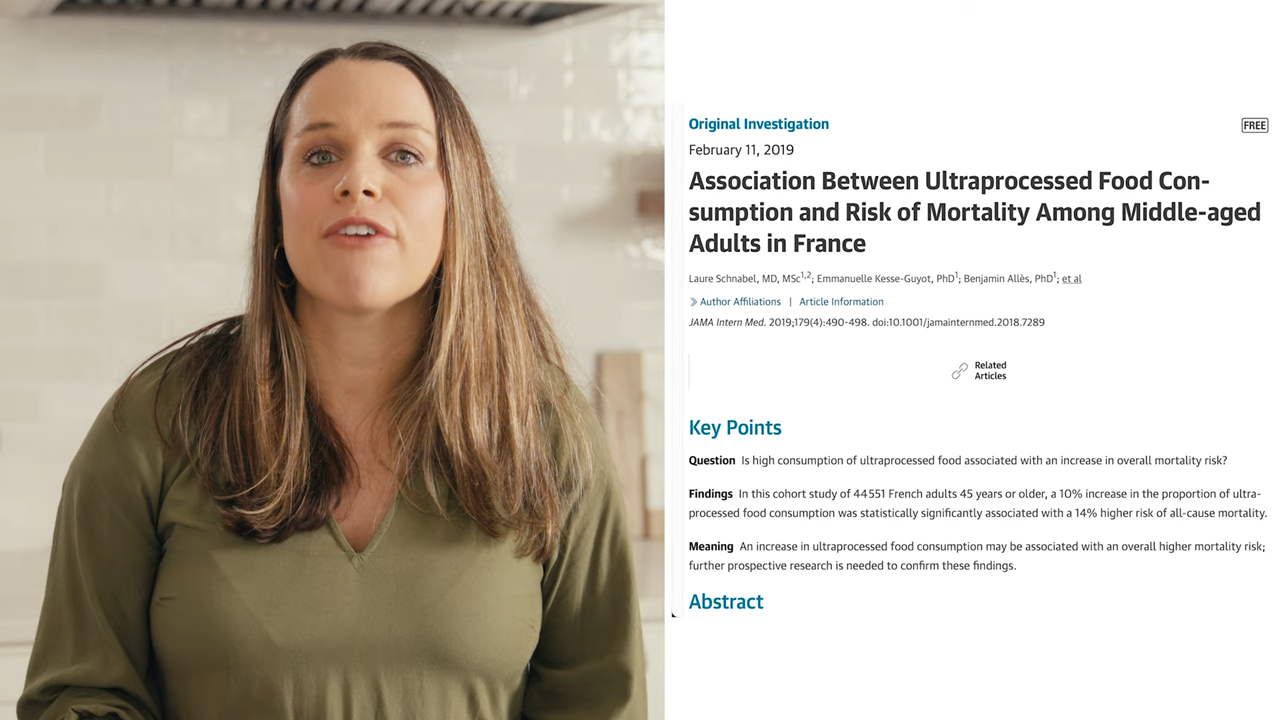 Original Investigation
FREE
February 11, 2019
Association Between Ultraprocessed Food Con-
sumption and Risk of Mortality Among Middle-aged
Adults in France
Laure Schnabel, MD, MSc1,2; Emmanuelle Kesse-Guyot, PhD1; Benjamin Allès, PhD1; et al
Author Affiliations | Article Information
JAMA Intern Med. 2019;179(4):490-498. doi:10.1001/jamainternmed.2018.7289
Related
Articles
Key Points
Question Is high consumption of ultraprocessed food associated with an increase in overall mortality risk?
Findings In this cohort study of 44 551 French adults 45 years or older, a 10% increase in the proportion of ultra-
processed food consumption was statistically significantly associated with a 14% higher risk of all-cause mortality.
Meaning An increase in ultraprocessed food consumption may be associated with an overall higher mortality risk;
further prospective research is needed to confirm these findings.
Abstract